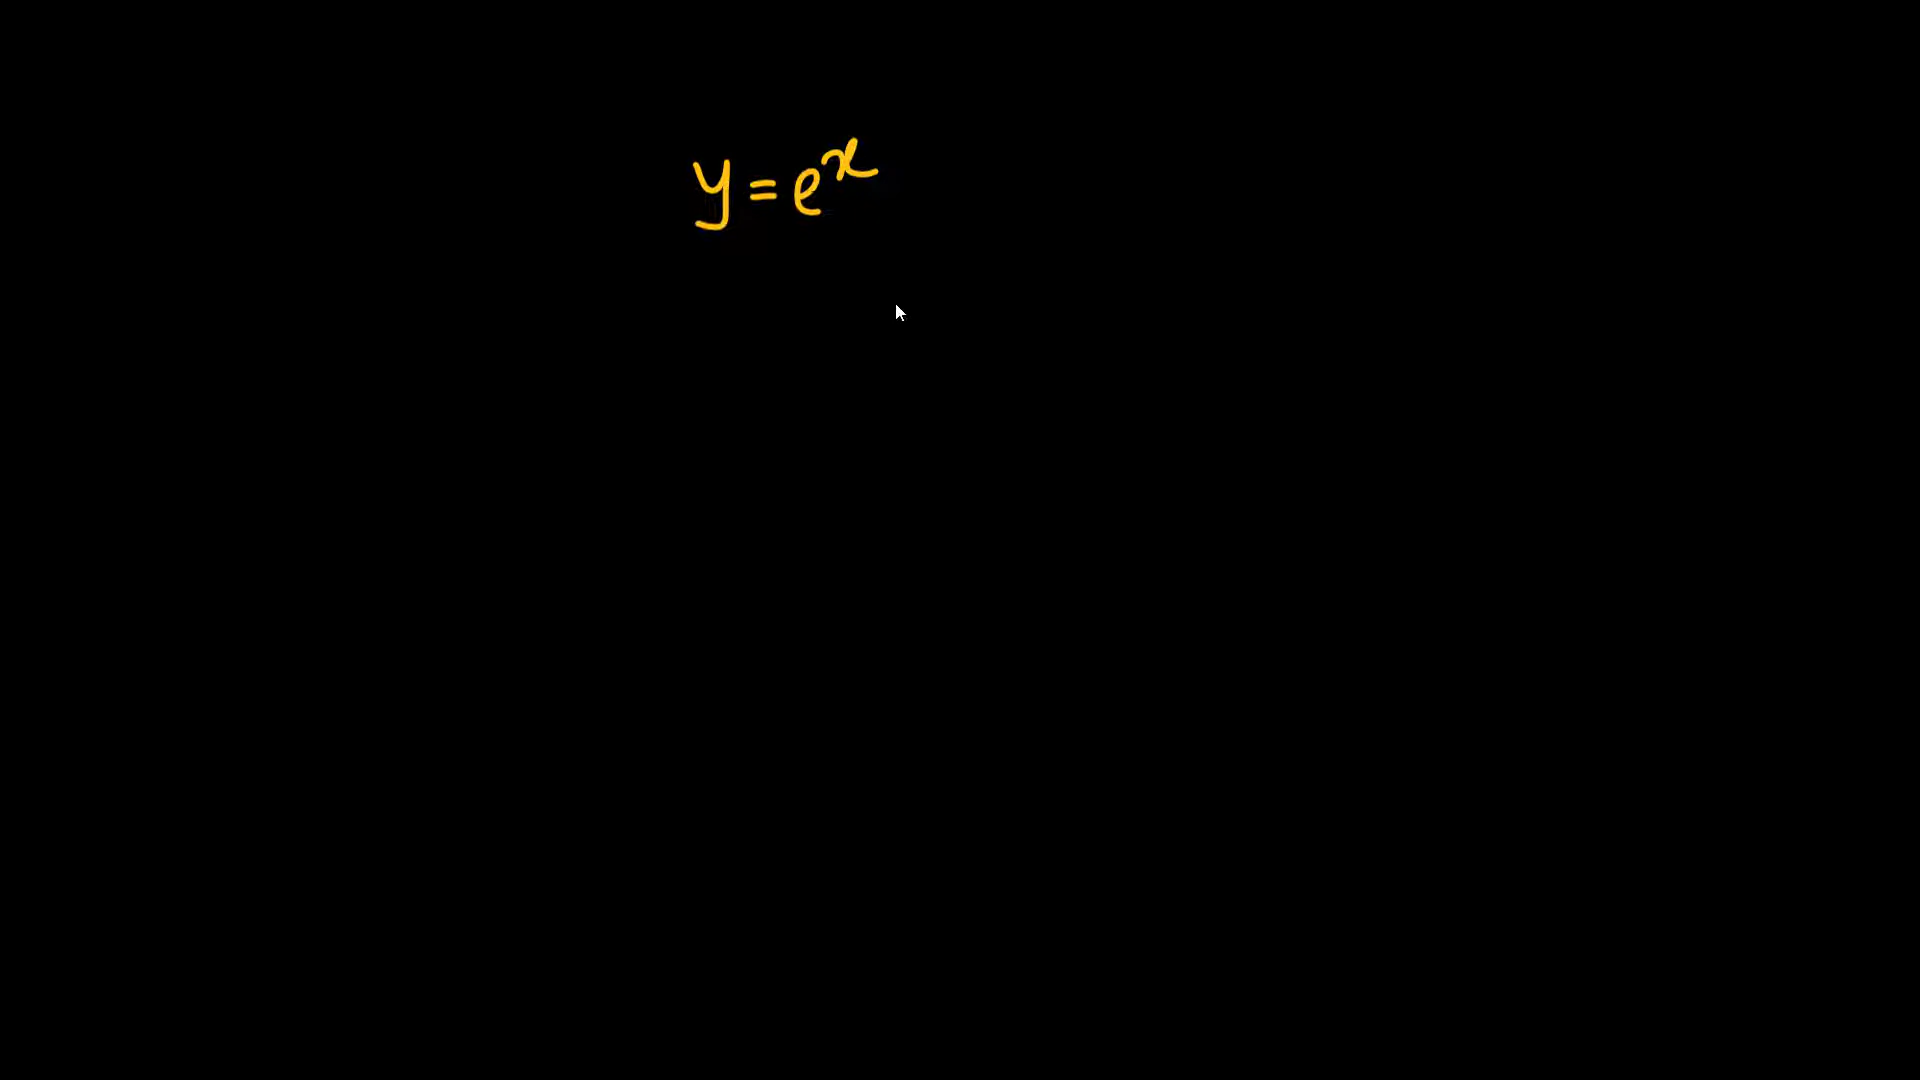 y = e^x